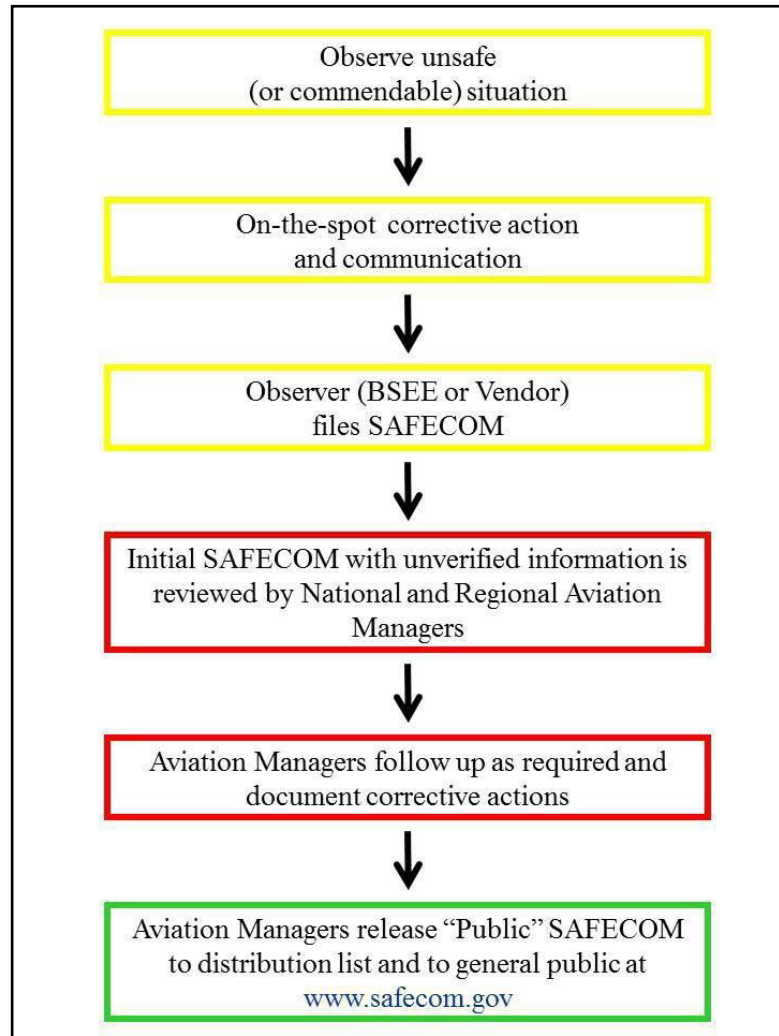 Observe unsafe
(or commendable) situation
On-the-spot corrective action
and communication
Observer (BSEE or Vendor)
files SAFECOM
Initial SAFECOM with unverified information is
reviewed by National and Regional Aviation
Managers
Aviation Managers follow up as required and
document corrective actions
Aviation Managers release “Public” SAFECOM
to distribution list and to general public at
www.safecom.gov